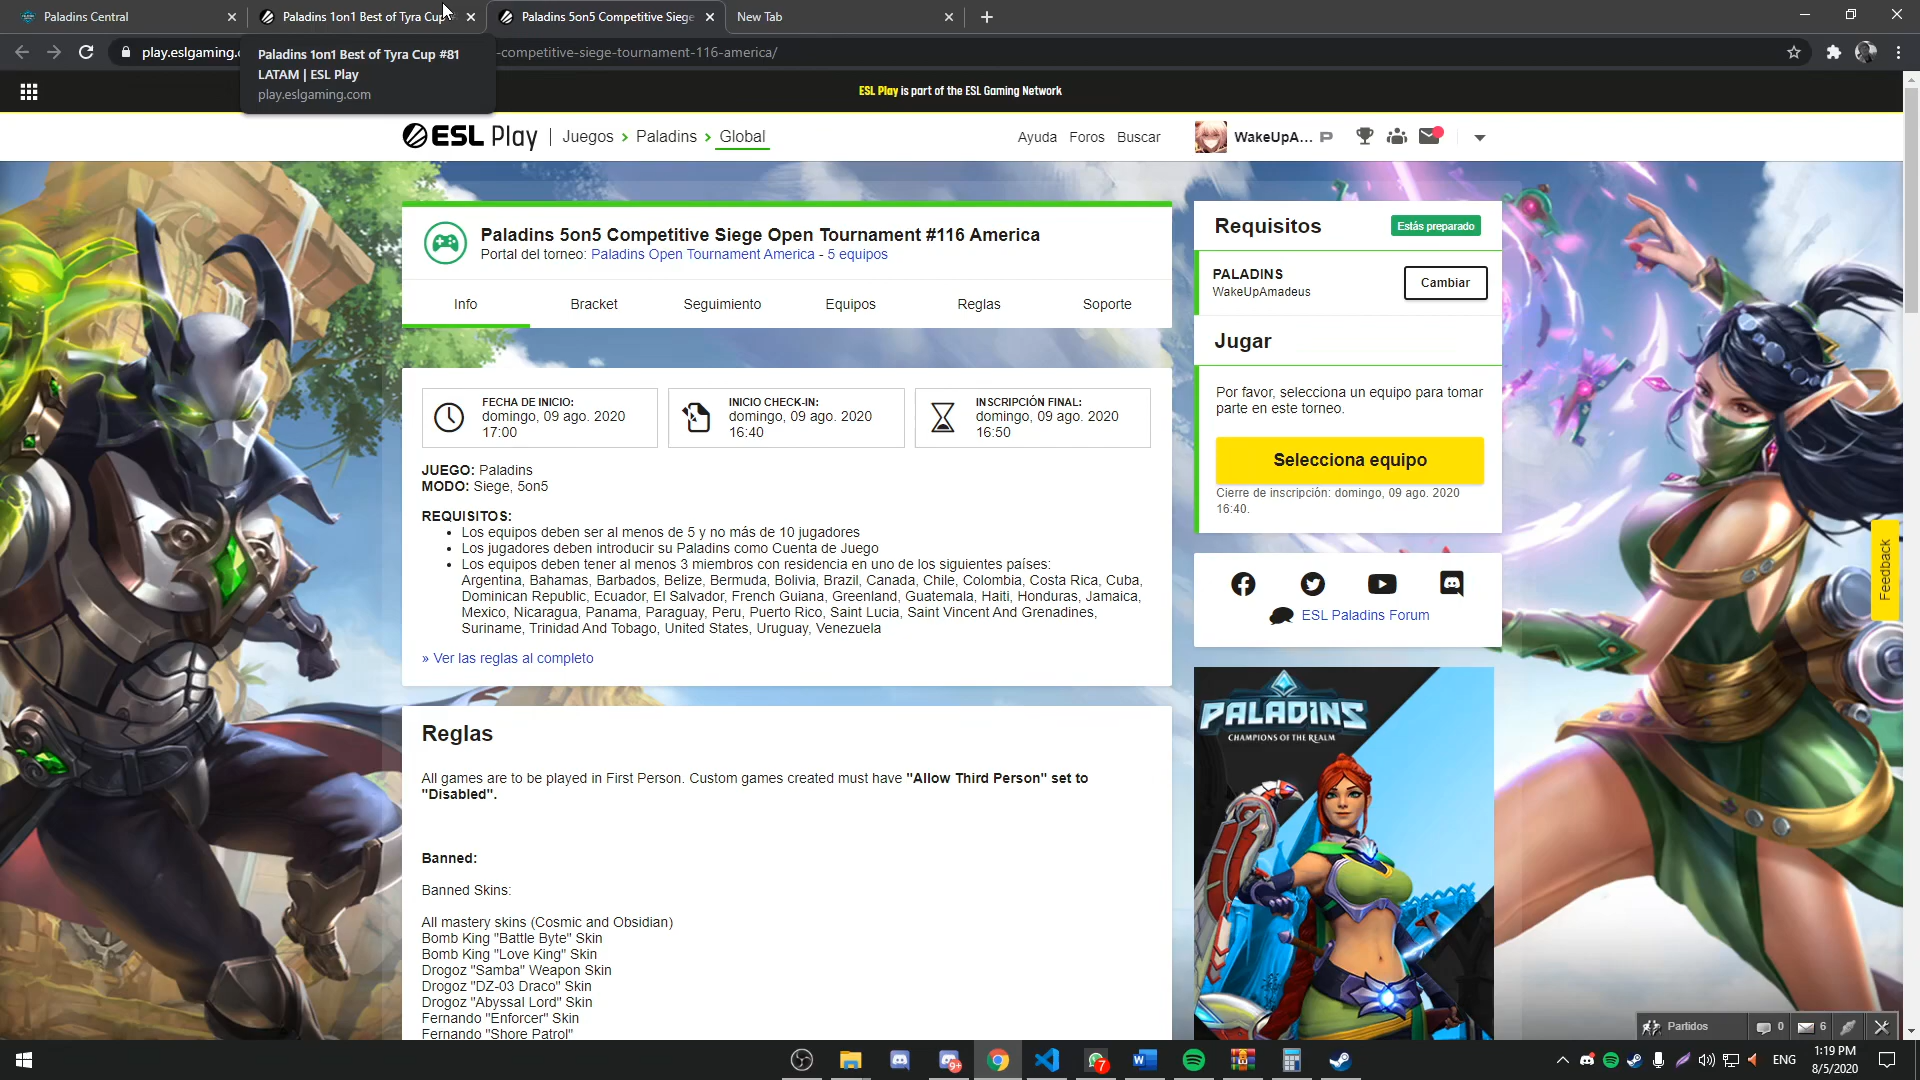 Paladins Central
Paladins 1on1 Best of Tyra Cup
Paladins 5on5 Competitive Siege
New Tab
play.eslgaming.
-competitive-siege-tournament-116-america/
Paladins 1on1 Best of Tyra Cup #81
LATAM | ESL Play
play.eslgaming.com
ESL Play is part of the ESL Gaming Network
ESL Play
Juegos > Paladins > Global
Ayuda Foros Buscar
WakeUpA...
Paladins 5on5 Competitive Siege Open Tournament #116 America
Portal del torneo: Paladins Open Tournament America - 5 equipos
Info Bracket Seguimiento Equipos Reglas Soporte
FECHA DE INICIO:
domingo, 09 ago. 2020
17:00
INICIO CHECK-IN:
domingo, 09 ago. 2020
16:40
INSCRIPCIÓN FINAL:
domingo, 09 ago. 2020
16:50
JUEGO: Paladins
MODO: Siege, 5on5
REQUISITOS:
• Los equipos deben ser al menos de 5 y no más de 10 jugadores
• Los jugadores deben introducir su Paladins como Cuenta de Juego
• Los equipos deben tener al menos 3 miembros con residencia en uno de los siguientes países:
Argentina, Bahamas, Barbados, Belize, Bermuda, Bolivia, Brazil, Canada, Chile, Colombia, Costa Rica, Cuba,
Dominican Republic, Ecuador, El Salvador, French Guiana, Greenland, Guatemala, Haiti, Honduras, Jamaica,
Mexico, Nicaragua, Panama, Paraguay, Peru, Puerto Rico, Saint Lucia, Saint Vincent And Grenadines,
Suriname, Trinidad And Tobago, United States, Uruguay, Venezuela
» Ver las reglas al completo
Reglas
All games are to be played in First Person. Custom games created must have "Allow Third Person" set to
"Disabled".
Banned:
Banned Skins:
All mastery skins (Cosmic and Obsidian)
Bomb King "Battle Byte" Skin
Bomb King "Love King" Skin
Drogoz "Samba" Weapon Skin
Drogoz "DZ-03 Draco" Skin
Drogoz "Abyssal Lord" Skin
Fernando "Enforcer" Skin
Fernando "Shore Patrol"
Requisitos
Estás preparado
PALADINS
WakeUpAmadeus
Cambiar
Jugar
Por favor, selecciona un equipo para tomar
parte en este torneo.
Selecciona equipo
Cierre de inscripción: domingo, 09 ago. 2020
16:40.
ESL Paladins Forum
PALADINS
CHAMPIONS OF THE REALM
Feedback
Partidos
0
6
9+
7
ENG
1:19 PM
8/5/2020